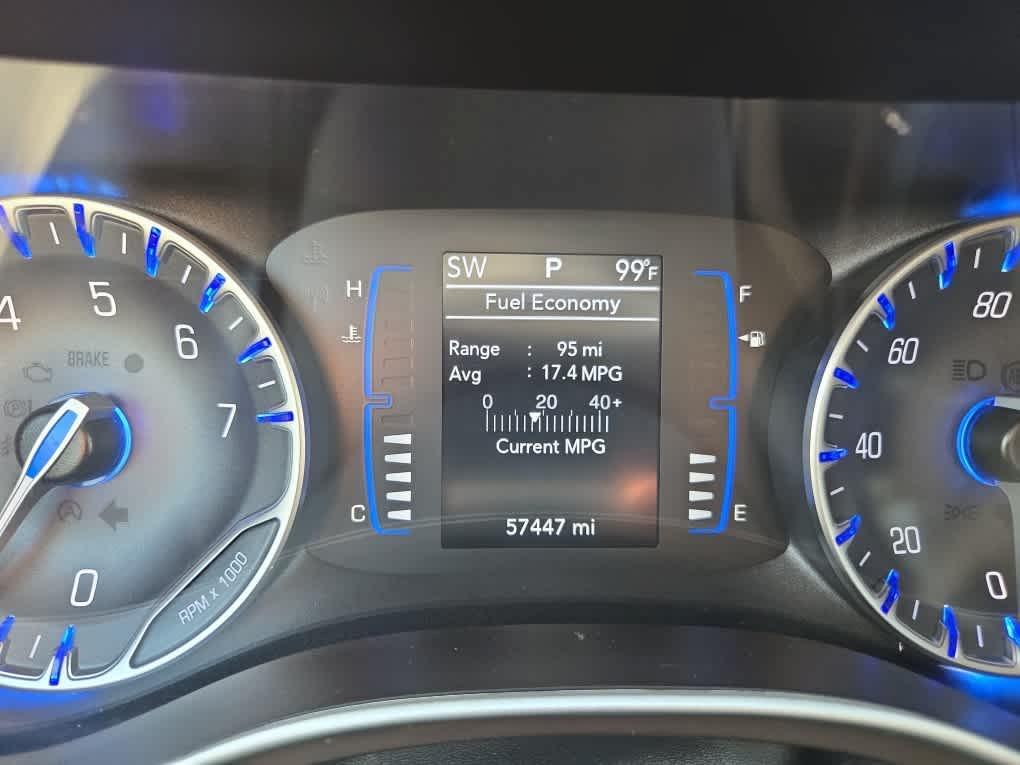 SW P 99°F
Fuel Economy
Range : 95 mi
Avg : 17.4 MPG
0 20 40+
Current MPG
57447 mi
H
C
F
E
4
5
6
7
0
BRAKE
RPM x 1000
80
60
40
20
0